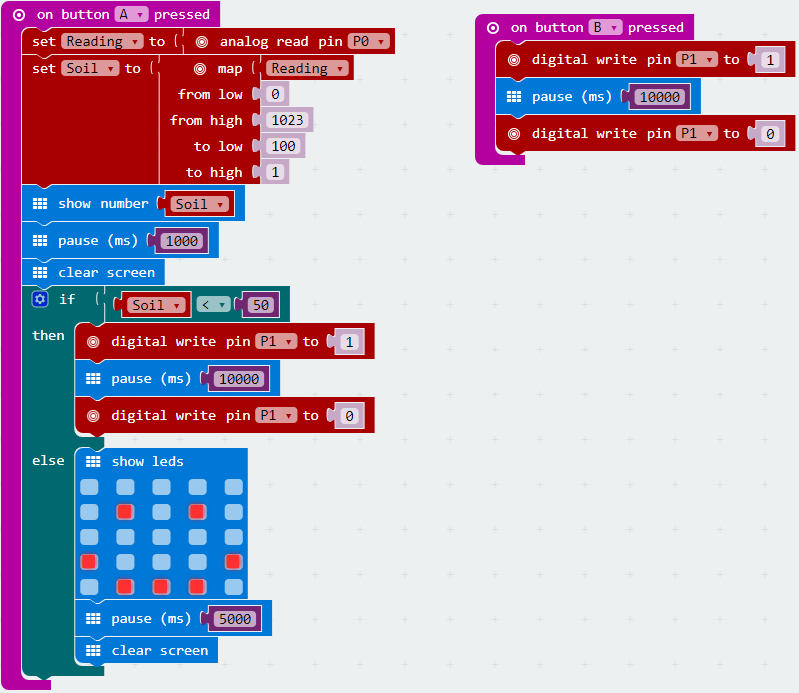 on button A pressed
set Reading to analog read pin P0
set Soil to map Reading
from low 0
from high 1023
to low 100
to high 1
show number Soil
pause (ms) 1000
clear screen
if Soil < 50
then digital write pin P1 to 1
pause (ms) 10000
digital write pin P1 to 0
else show leds
pause (ms) 5000
clear screen
on button B pressed
digital write pin P1 to 1
pause (ms) 10000
digital write pin P1 to 0